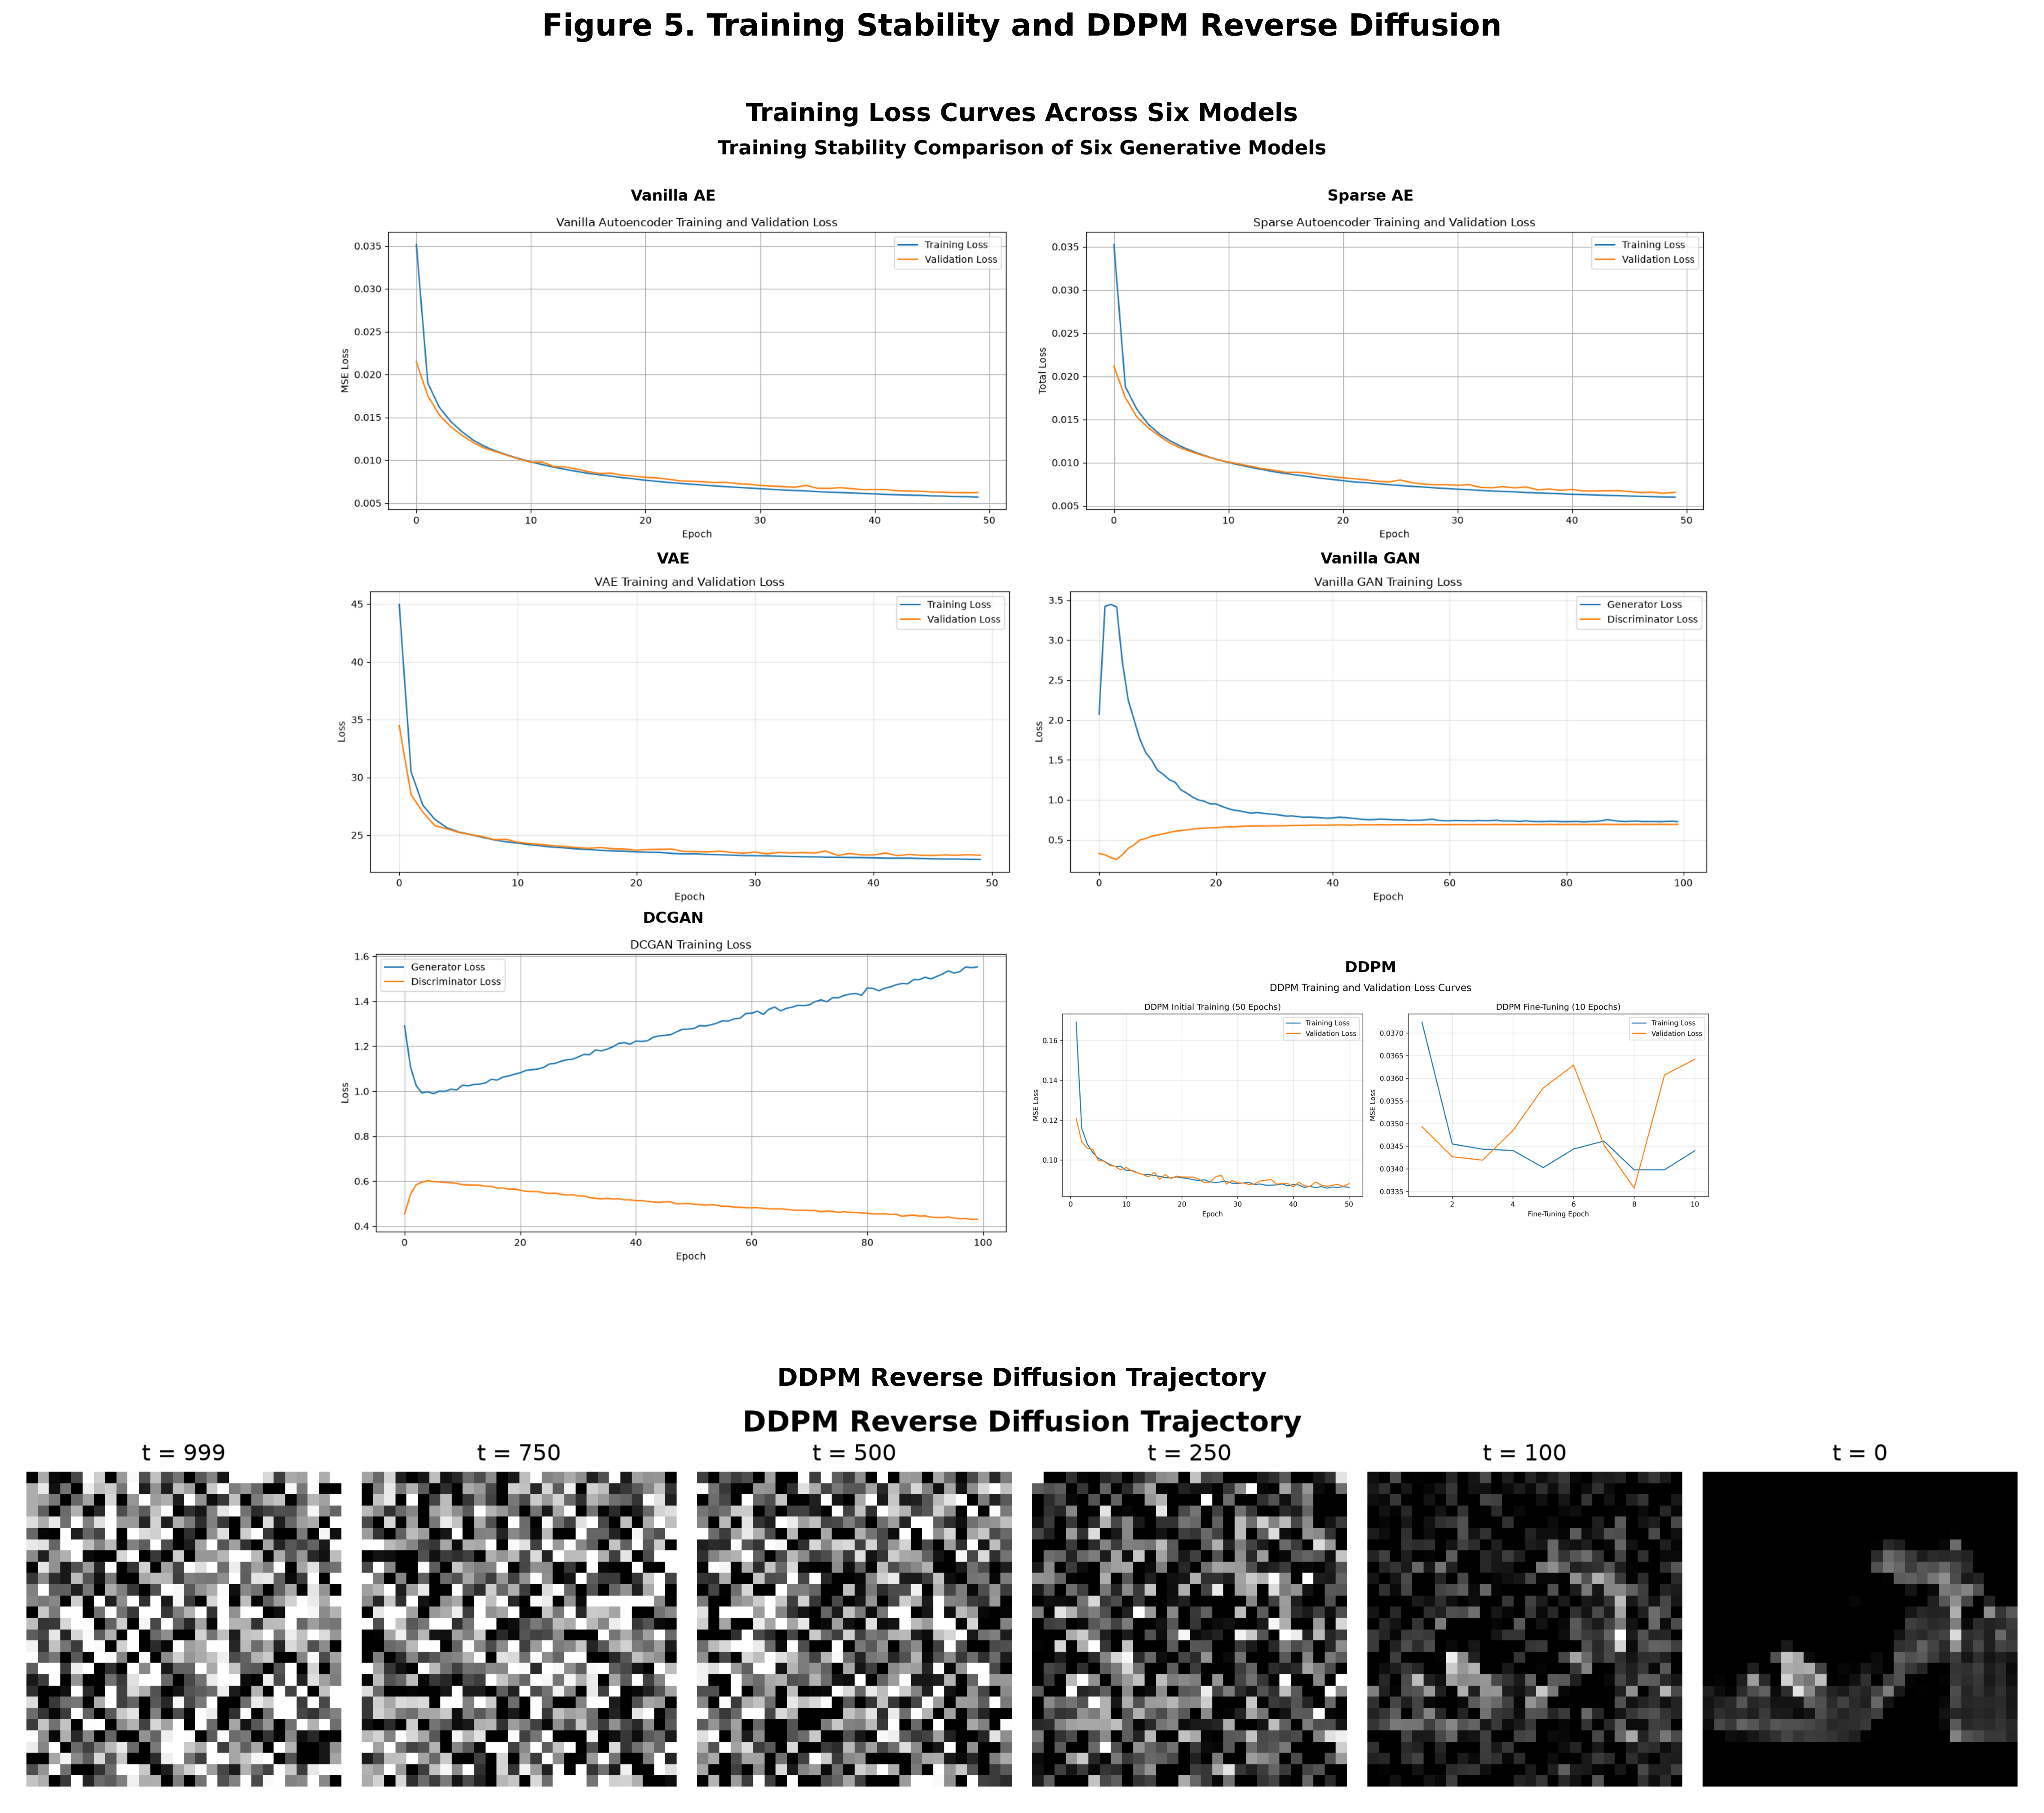 Figure 5. Training Stability and DDPM Reverse Diffusion
Training Loss Curves Across Six Models
Training Stability Comparison of Six Generative Models
Vanilla AE
Vanilla Autoencoder Training and Validation Loss
Training Loss
Validation Loss
0.035
0.030
0.025
0.020
0.015
0.010
0.005
MSE Loss
0 10 20 30 40 50
Epoch
Sparse AE
Sparse Autoencoder Training and Validation Loss
Training Loss
Validation Loss
0.035
0.030
0.025
0.020
0.015
0.010
0.005
Total Loss
0 10 20 30 40 50
Epoch
VAE
VAE Training and Validation Loss
Training Loss
Validation Loss
45
40
35
30
25
Loss
0 10 20 30 40 50
Epoch
Vanilla GAN
Vanilla GAN Training Loss
Generator Loss
Discriminator Loss
3.5
3.0
2.5
2.0
1.5
1.0
0.5
Loss
0 20 40 60 80 100
Epoch
DCGAN
DCGAN Training Loss
Generator Loss
Discriminator Loss
1.6
1.4
1.2
1.0
0.8
0.6
0.4
Loss
0 20 40 60 80 100
Epoch
DDPM
DDPM Training and Validation Loss Curves
DDPM Initial Training (50 Epochs)
Training Loss
Validation Loss
0.16
0.14
0.12
0.10
MSE Loss
0 10 20 30 40 50
Epoch
DDPM Fine-Tuning (10 Epochs)
Training Loss
Validation Loss
0.0370
0.0365
0.0360
0.0355
0.0350
0.0345
0.0340
0.0335
MSE Loss
2 4 6 8 10
Fine-Tuning Epoch
DDPM Reverse Diffusion Trajectory
DDPM Reverse Diffusion Trajectory
t = 999
t = 750
t = 500
t = 250
t = 100
t = 0